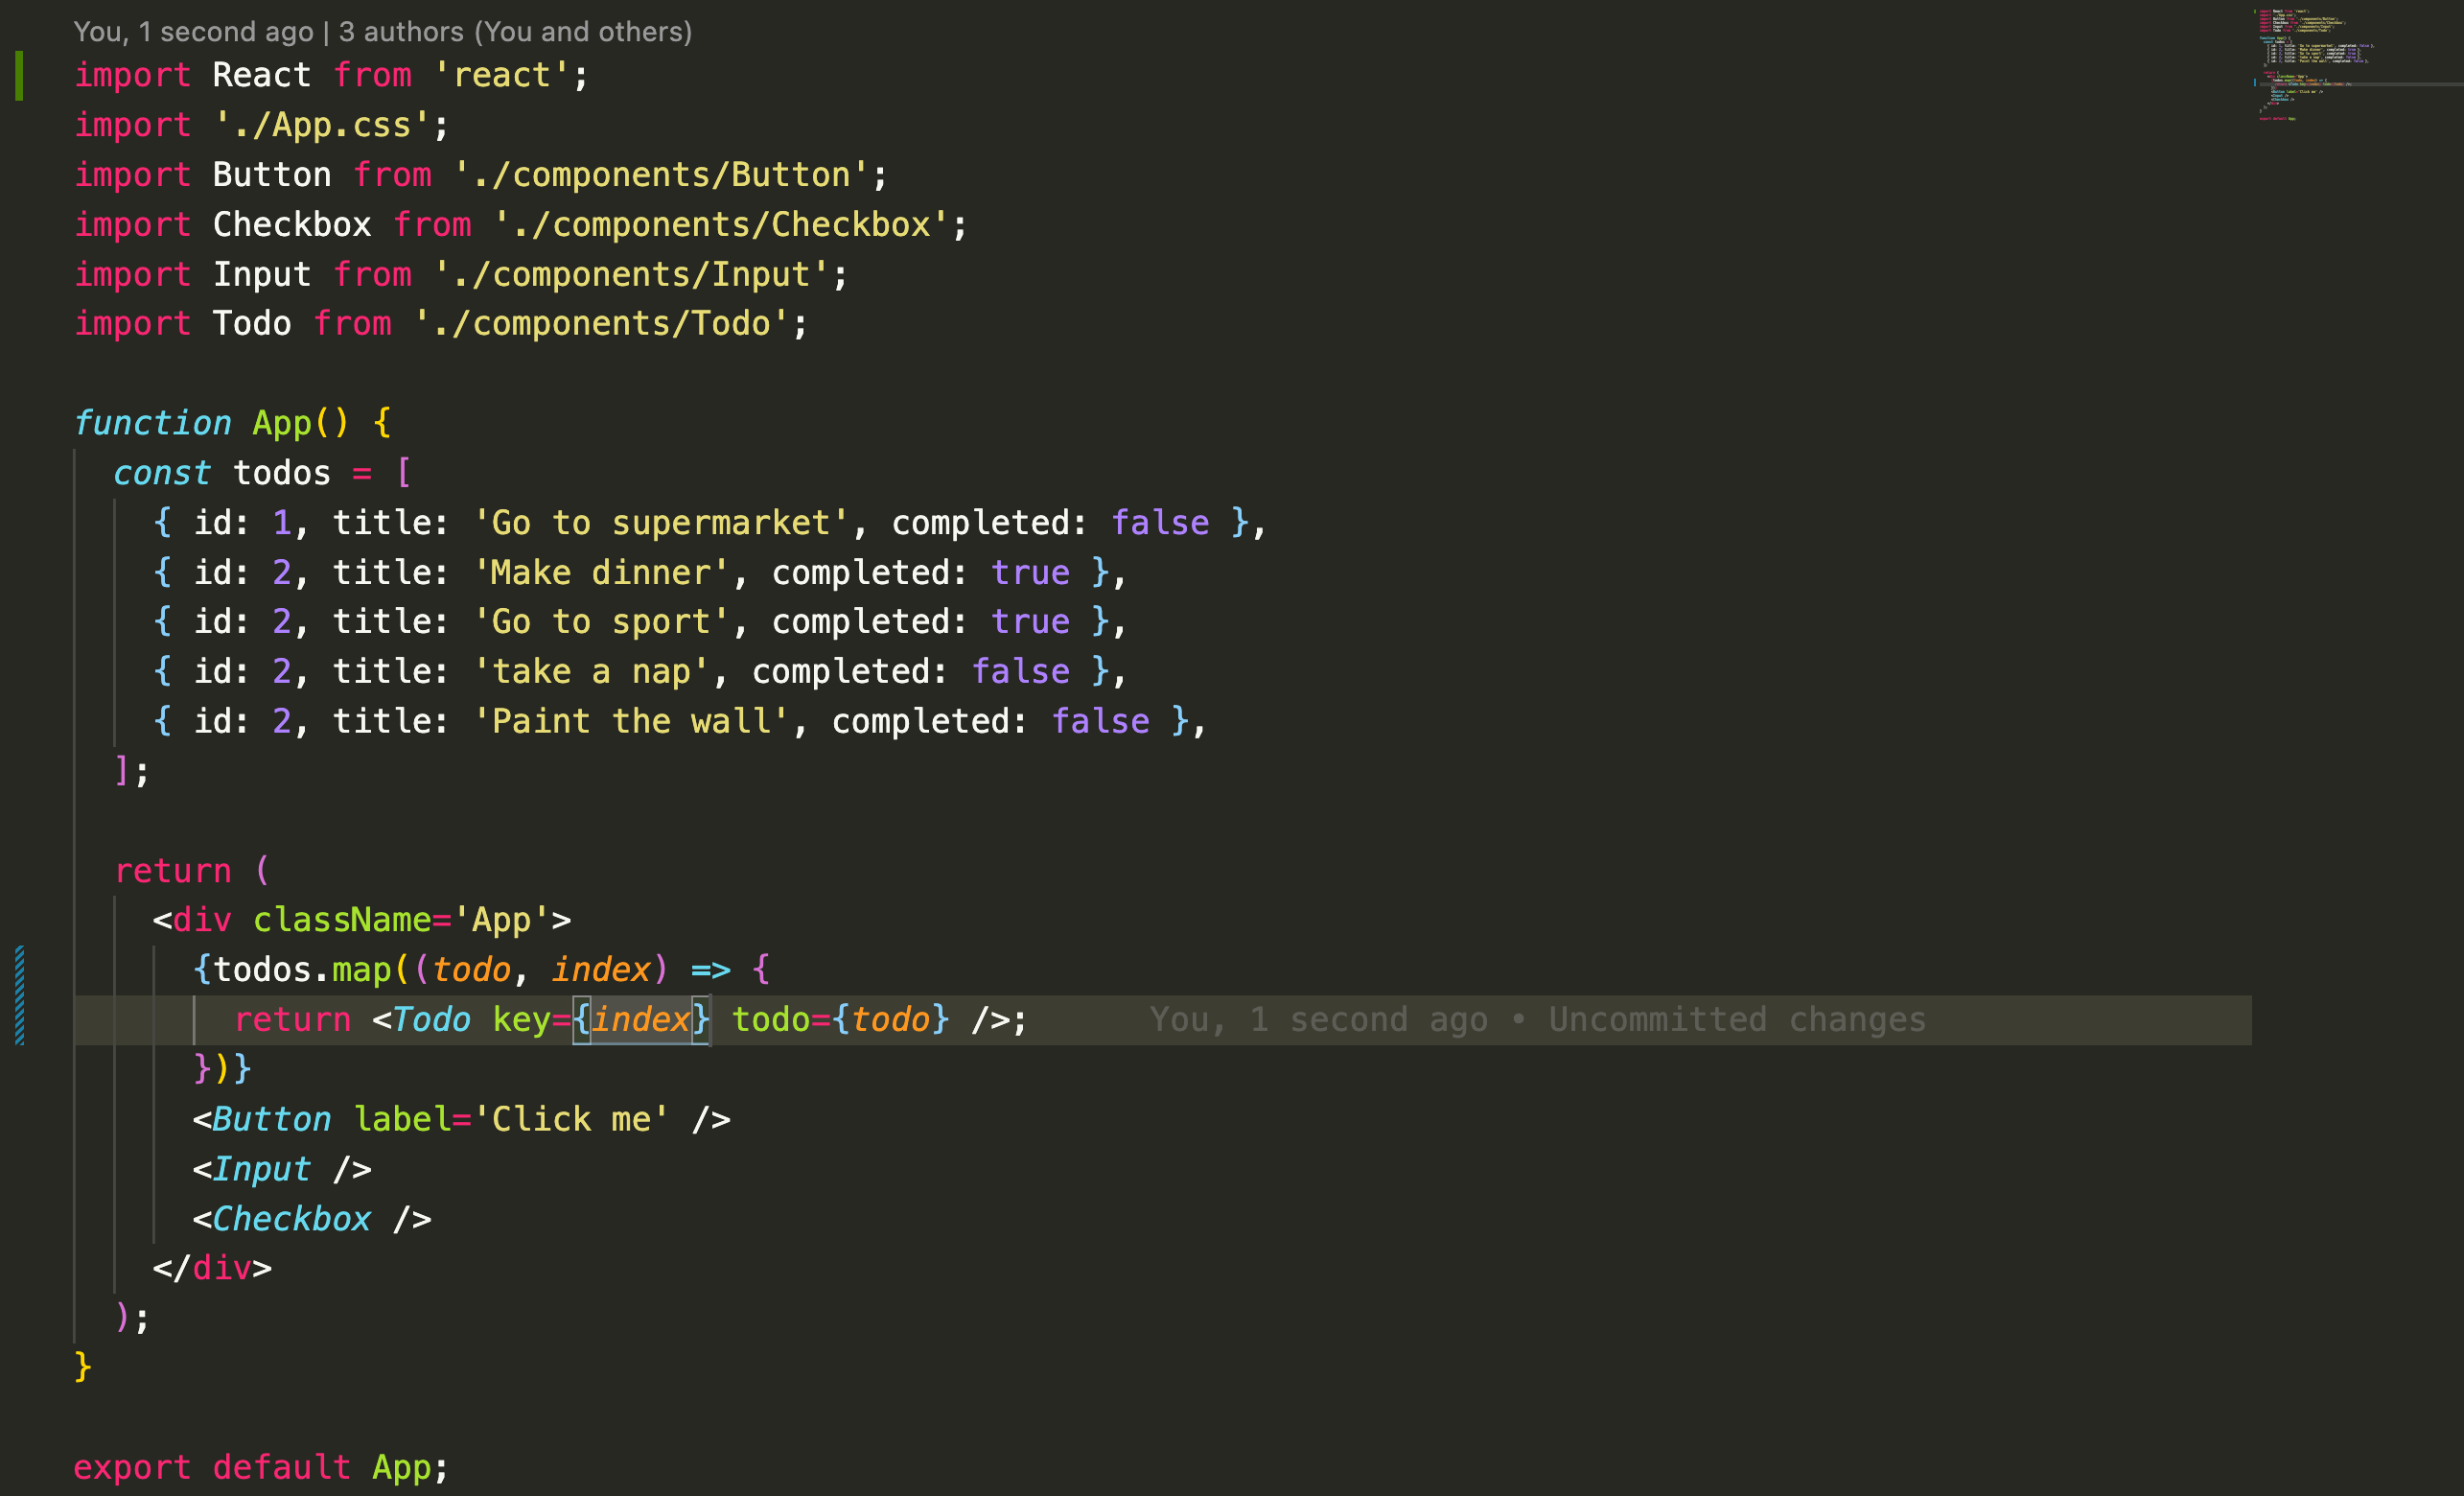 You, 1 second ago | 3 authors (You and others)
import React from 'react';
import './App.css';
import Button from './components/Button';
import Checkbox from './components/Checkbox';
import Input from './components/Input';
import Todo from './components/Todo';
function App() {
  const todos = [
    { id: 1, title: 'Go to supermarket', completed: false },
    { id: 2, title: 'Make dinner', completed: true },
    { id: 2, title: 'Go to sport', completed: true },
    { id: 2, title: 'take a nap', completed: false },
    { id: 2, title: 'Paint the wall', completed: false },
  ];
  return (
    <div className='App'>
      {todos.map((todo, index) => {
        return <Todo key={index} todo={todo} />;      You, 1 second ago • Uncommitted changes
      })}
      <Button label='Click me' />
      <Input />
      <Checkbox />
    </div>
  );
}
export default App;